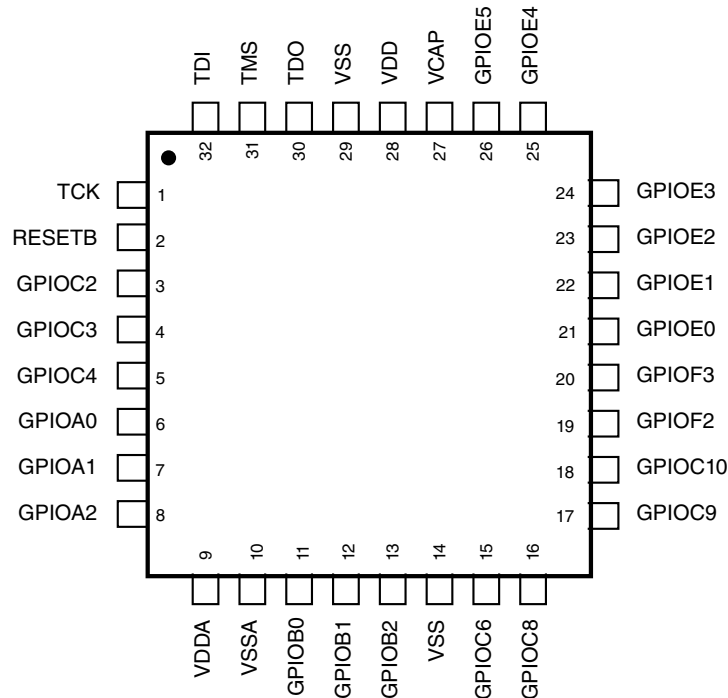 TDI TMS TDO VSS VDD VCAP GPIOE5 GPIOE4
32 31 30 29 28 27 26 25
TCK 1 24 GPIOE3
RESETB 2 23 GPIOE2
GPIOC2 3 22 GPIOE1
GPIOC3 4 21 GPIOE0
GPIOC4 5 20 GPIOF3
GPIOA0 6 19 GPIOF2
GPIOA1 7 18 GPIOC10
GPIOA2 8 17 GPIOC9
9 10 11 12 13 14 15 16
VDDA VSSA GPIOB0 GPIOB1 GPIOB2 VSS GPIOC6 GPIOC8